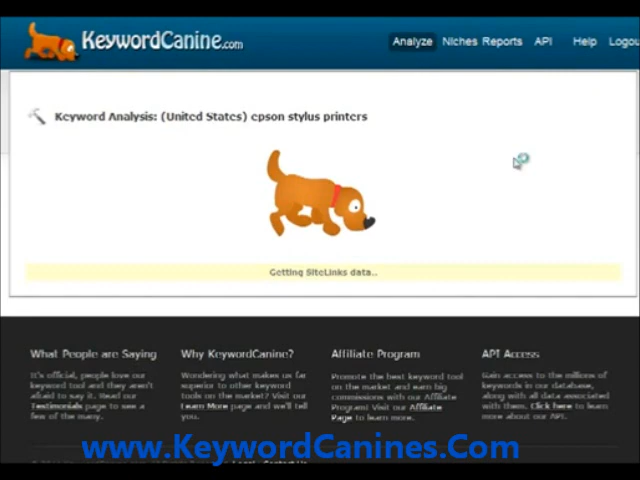 KeywordCanine.com
Analyze Niches Reports API Help Logou
Keyword Analysis: (United States) epson stylus printers
Getting SiteLinks data..
What People are Saying
It's official, people love our
keyword tool and they aren't
afraid to say it. Read our
Testimonials page to see a
few of the many.
Why KeywordCanine?
Wondering what makes us far
superior to other keyword
tools on the market? Visit our
Learn More page and we'll
tell you.
Affiliate Program
Promote the best keyword tool
on the market and earn big
commissions with our Affiliate
Program! Visit our Affiliate
Page to learn more.
API Access
Gain access to the millions of
keywords in our database,
along with all data associated
with them. Click here to learn
more about our API.
www.KeywordCanines.Com